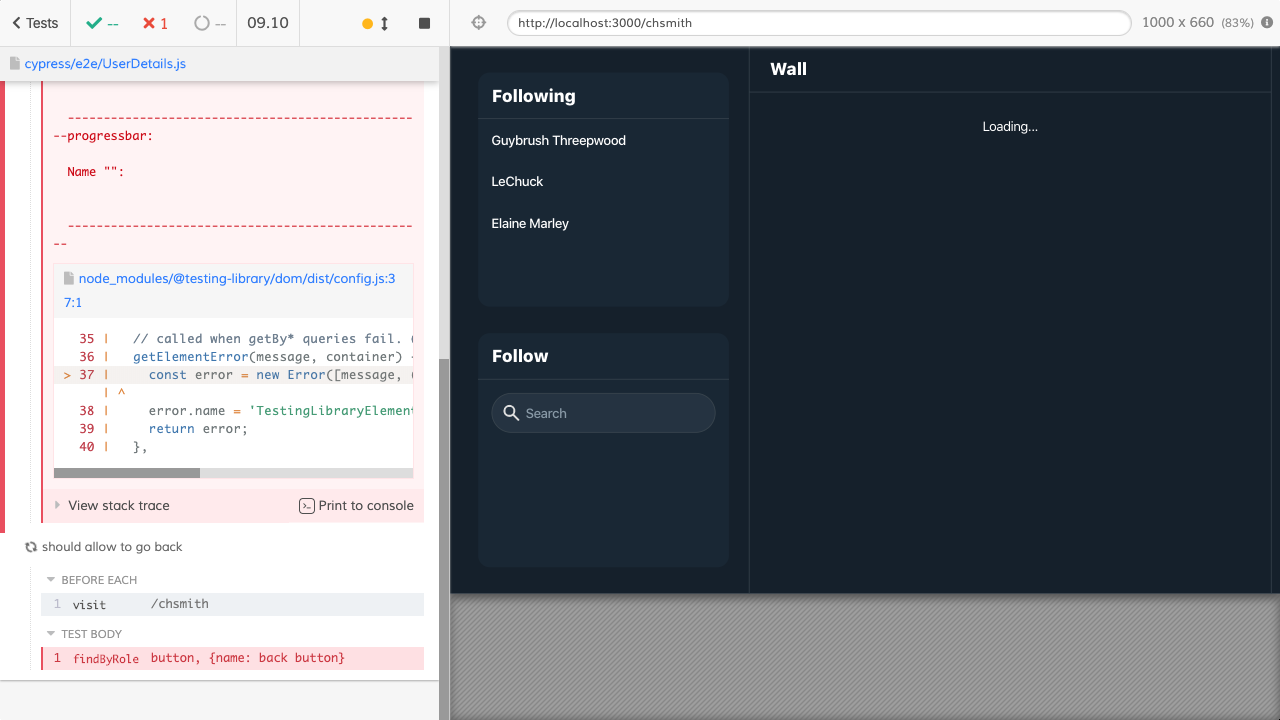 Tests
--
1
--
09.10
http://localhost:3000/chsmith
1000 x 660 (83%)
cypress/e2e/UserDetails.js
----------------------------------------------
--progressbar:
Name "":
----------------------------------------------
--
node_modules/@testing-library/dom/dist/config.js:3
7:1
35 | // called when getBy* queries fail.
36 | getElementError(message, container)
> 37 | const error = new Error([message,
| ^
38 | error.name = 'TestingLibraryElement
39 | return error;
40 | },
View stack trace
Print to console
should allow to go back
BEFORE EACH
1 visit /chsmith
TEST BODY
1 findByRole button, {name: back button}
Following
Guybrush Threepwood
LeChuck
Elaine Marley
Follow
Search
Wall
Loading...